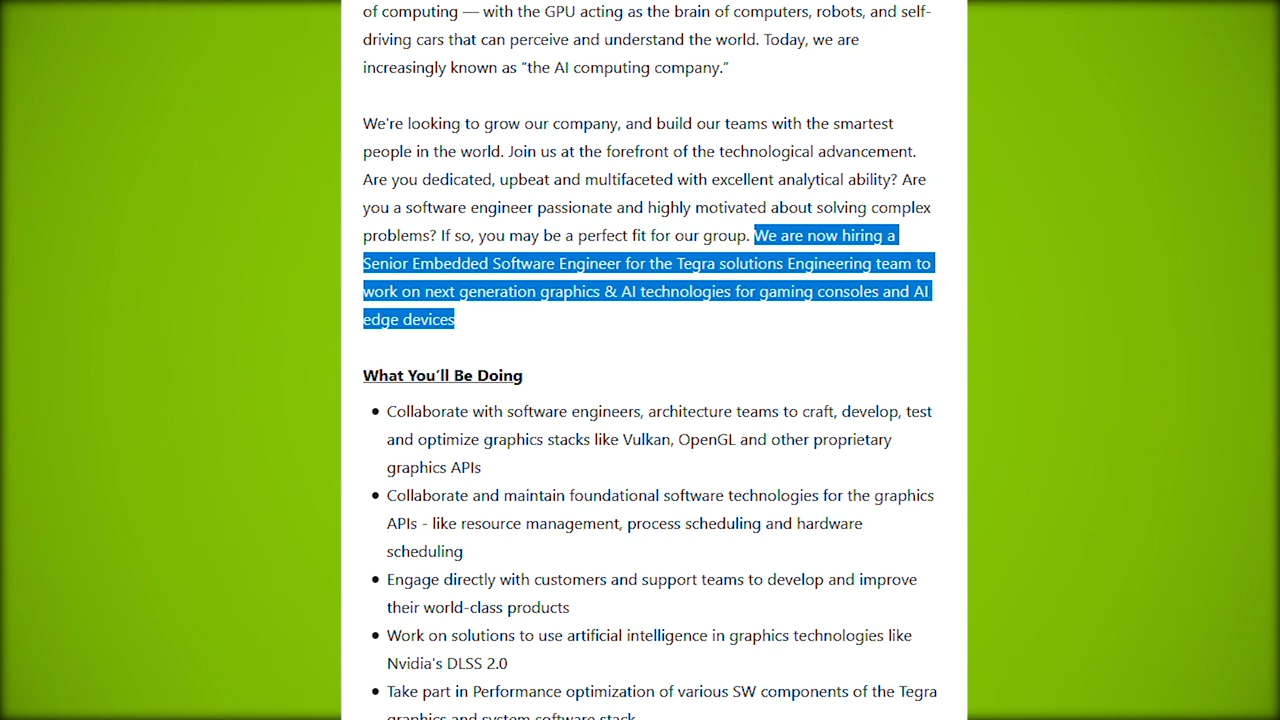 of computing — with the GPU acting as the brain of computers, robots, and self-
driving cars that can perceive and understand the world. Today, we are
increasingly known as “the AI computing company.”
We're looking to grow our company, and build our teams with the smartest
people in the world. Join us at the forefront of the technological advancement.
Are you dedicated, upbeat and multifaceted with excellent analytical ability? Are
you a software engineer passionate and highly motivated about solving complex
problems? If so, you may be a perfect fit for our group. We are now hiring a
Senior Embedded Software Engineer for the Tegra solutions Engineering team to
work on next generation graphics & AI technologies for gaming consoles and AI
edge devices
What You’ll Be Doing
• Collaborate with software engineers, architecture teams to craft, develop, test
and optimize graphics stacks like Vulkan, OpenGL and other proprietary
graphics APIs
• Collaborate and maintain foundational software technologies for the graphics
APIs - like resource management, process scheduling and hardware
scheduling
• Engage directly with customers and support teams to develop and improve
their world-class products
• Work on solutions to use artificial intelligence in graphics technologies like
Nvidia's DLSS 2.0
• Take part in Performance optimization of various SW components of the Tegra
graphics and system software stack